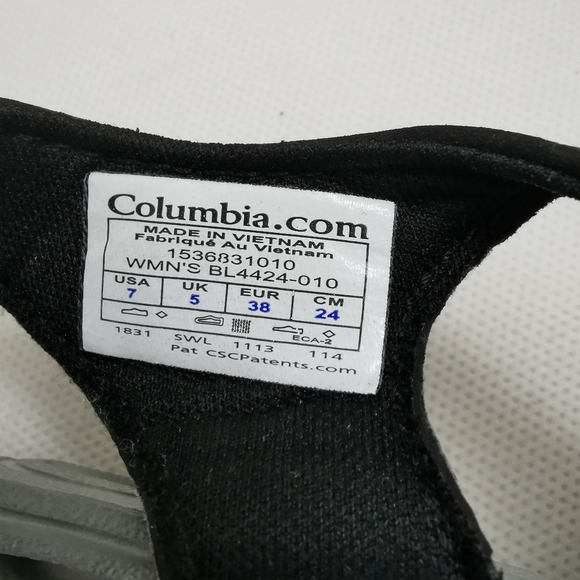 Columbia.com
MADE IN VIETNAM
Fabriqué Au Vietnam
1536831010
WMN'S BL4424-010
USA UK EUR CM
7 5 38 24
ECA-2
1831 SWL 1113 114
Pat CSCPatents.com